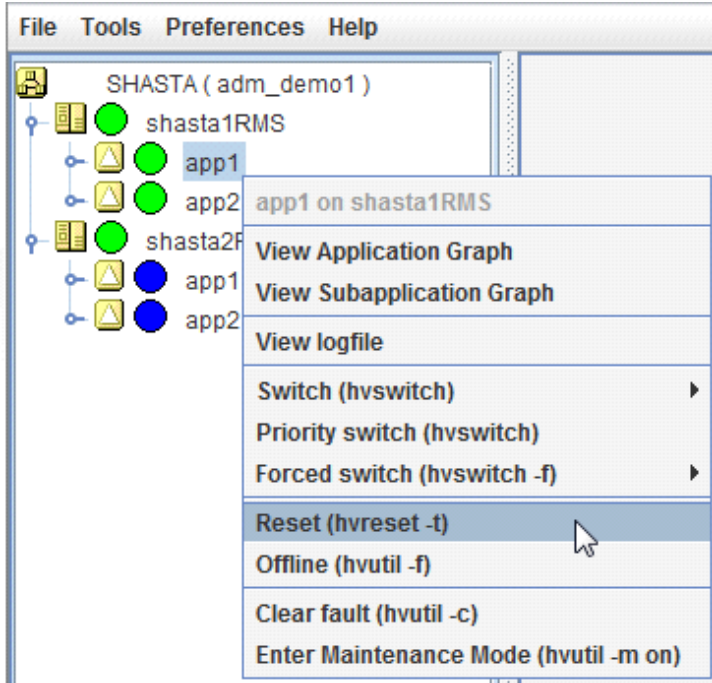 File Tools Preferences Help
SHASTA ( adm_demo1 )
shasta1RMS
app1
app2
shasta2
app1
app2
app1 on shasta1RMS
View Application Graph
View Subapplication Graph
View logfile
Switch (hvswitch)
Priority switch (hvswitch)
Forced switch (hvswitch -f)
Reset (hvreset -t)
Offline (hvutil -f)
Clear fault (hvutil -c)
Enter Maintenance Mode (hvutil -m on)